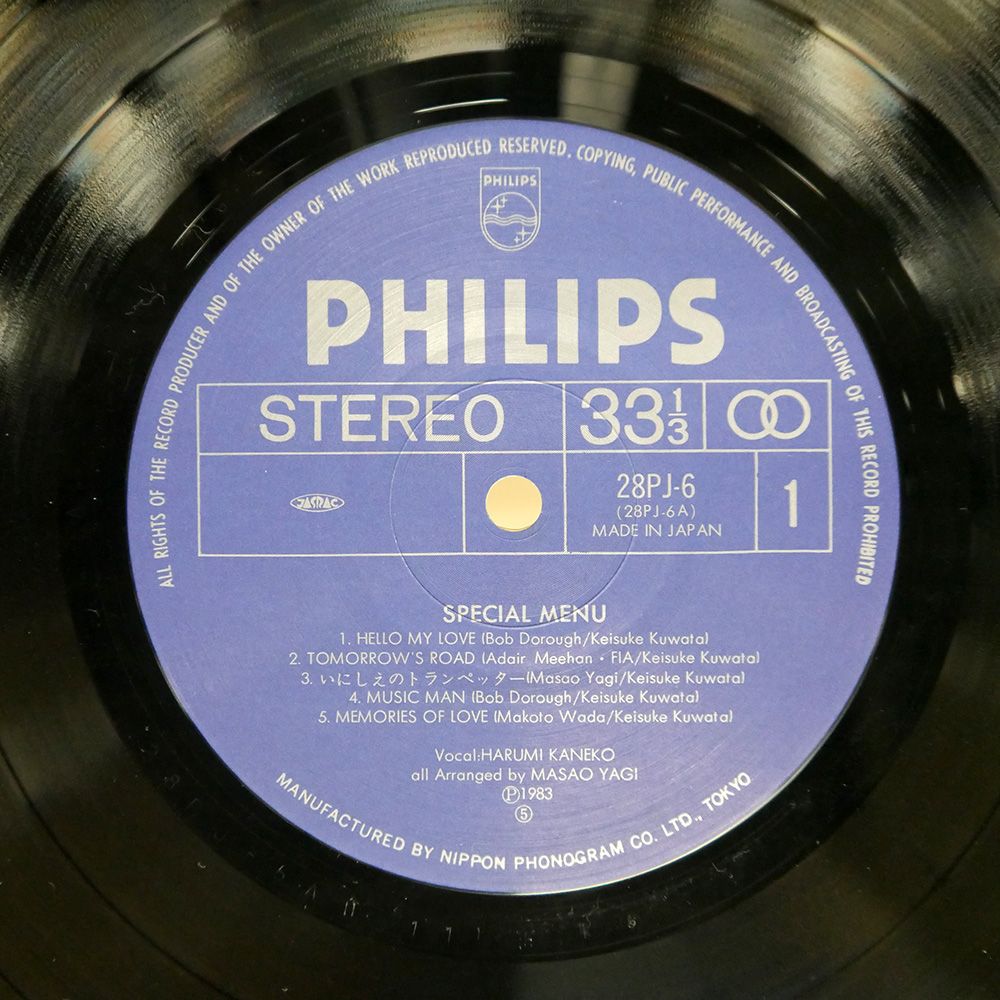 ALL RIGHTS OF THE RECORD PRODUCER AND OF THE OWNER OF THE WORK REPRODUCED RESERVED. COPYING, PUBLIC PERFORMANCE AND BROADCASTING OF THIS RECORD PROHIBITED
PHILIPS
PHILIPS
STEREO
33 1/3
JASRAC
28PJ-6
(28PJ-6A)
MADE IN JAPAN
1
SPECIAL MENU
1. HELLO MY LOVE (Bob Dorough/Keisuke Kuwata)
2. TOMORROW'S ROAD (Adair Meehan・FIA/Keisuke Kuwata)
3. いにしえのトランペッター(Masao Yagi/Keisuke Kuwata)
4. MUSIC MAN (Bob Dorough/Keisuke Kuwata)
5. MEMORIES OF LOVE (Makoto Wada/Keisuke Kuwata)
Vocal:HARUMI KANEKO
all Arranged by MASAO YAGI
Ⓟ1983
⑤
MANUFACTURED BY NIPPON PHONOGRAM CO. LTD., TOKYO